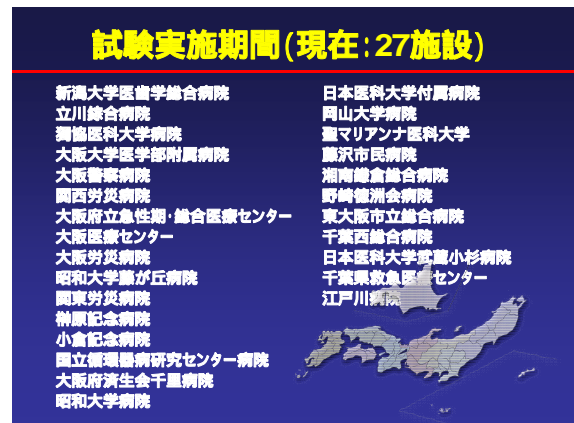 試験実施期間(現在:27施設)
新潟大学医歯学総合病院
立川綜合病院
獨協医科大学病院
大阪大学医学部附属病院
大阪警察病院
関西労災病院
大阪府立急性期・総合医療センター
大阪医療センター
大阪労災病院
昭和大学藤が丘病院
関東労災病院
榊原記念病院
小倉記念病院
国立循環器病研究センター病院
大阪府済生会千里病院
昭和大学病院
日本医科大学付属病院
岡山大学病院
聖マリアンナ医科大学
藤沢市民病院
湘南鎌倉総合病院
野崎徳洲会病院
東大阪市立総合病院
千葉西総合病院
日本医科大学武蔵小杉病院
千葉県救急医療センター
江戸川病院